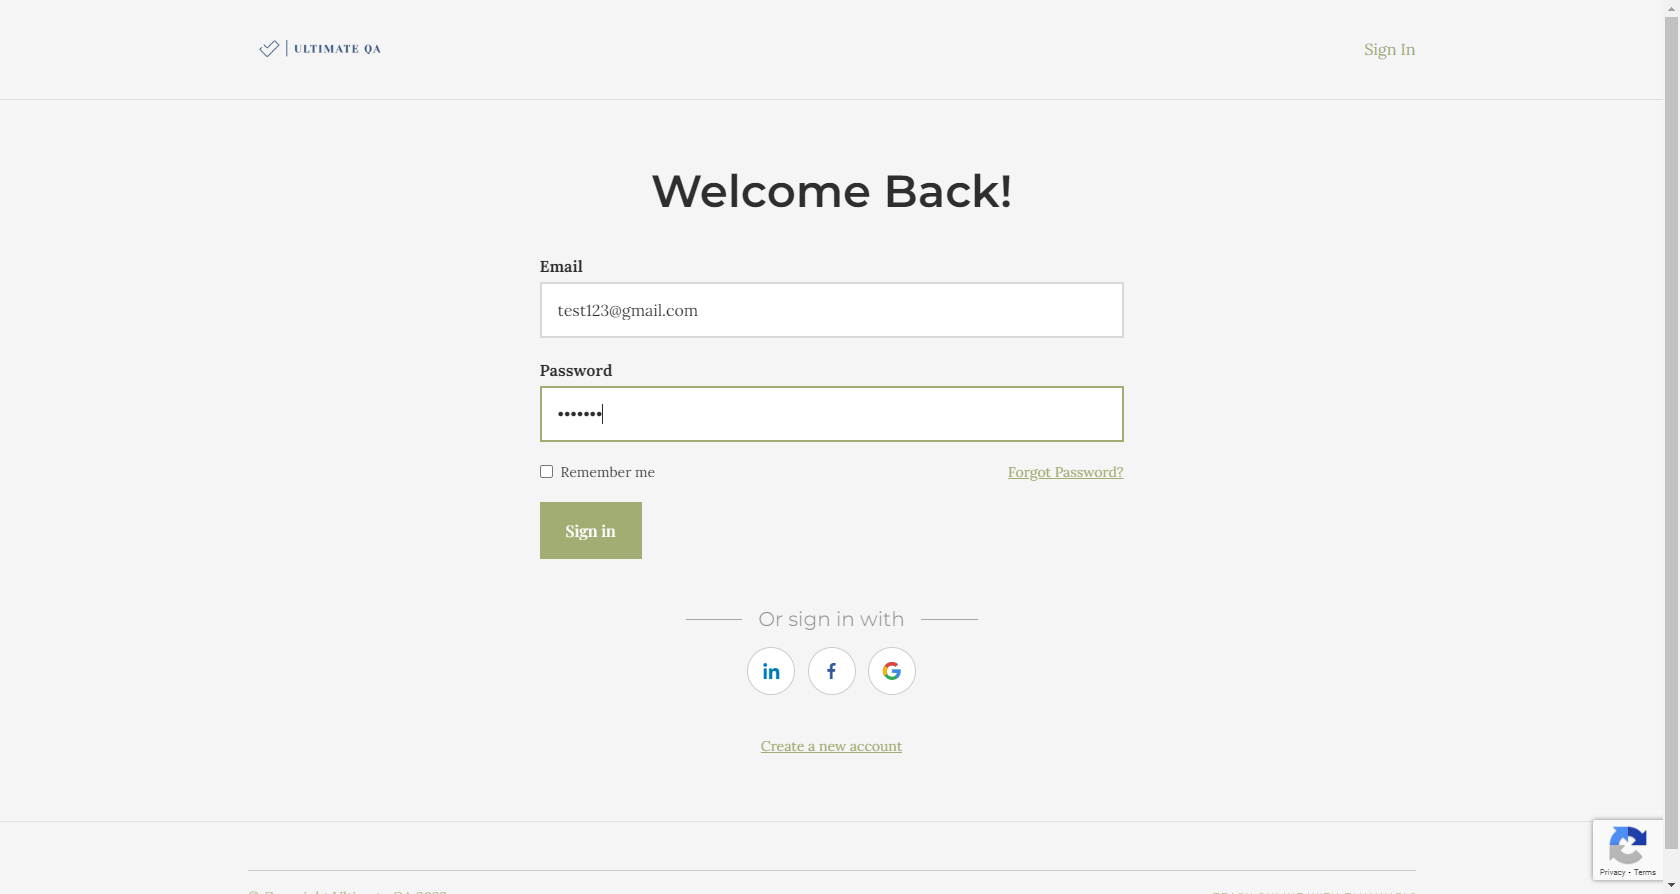 ULTIMATE QA
Sign In
Welcome Back!
Email
test123@gmail.com
Password
•••••••
Remember me
Forgot Password?
Sign in
Or sign in with
in
f
G
Create a new account
Privacy - Terms